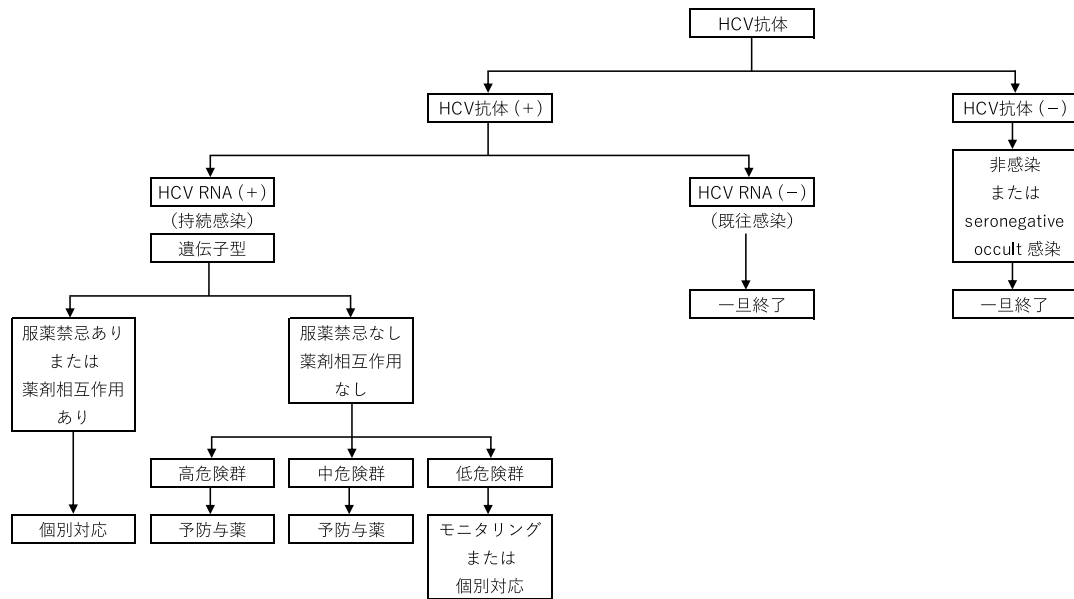 HCV抗体
HCV抗体(+)
HCV抗体(−)
HCV RNA(+)
(持続感染)
遺伝子型
HCV RNA(−)
(既往感染)
非感染
または
seronegative
occult 感染
一旦終了
一旦終了
服薬禁忌あり
または
薬剤相互作用
あり
服薬禁忌なし
薬剤相互作用
なし
高危険群
中危険群
低危険群
個別対応
予防与薬
予防与薬
モニタリング
または
個別対応